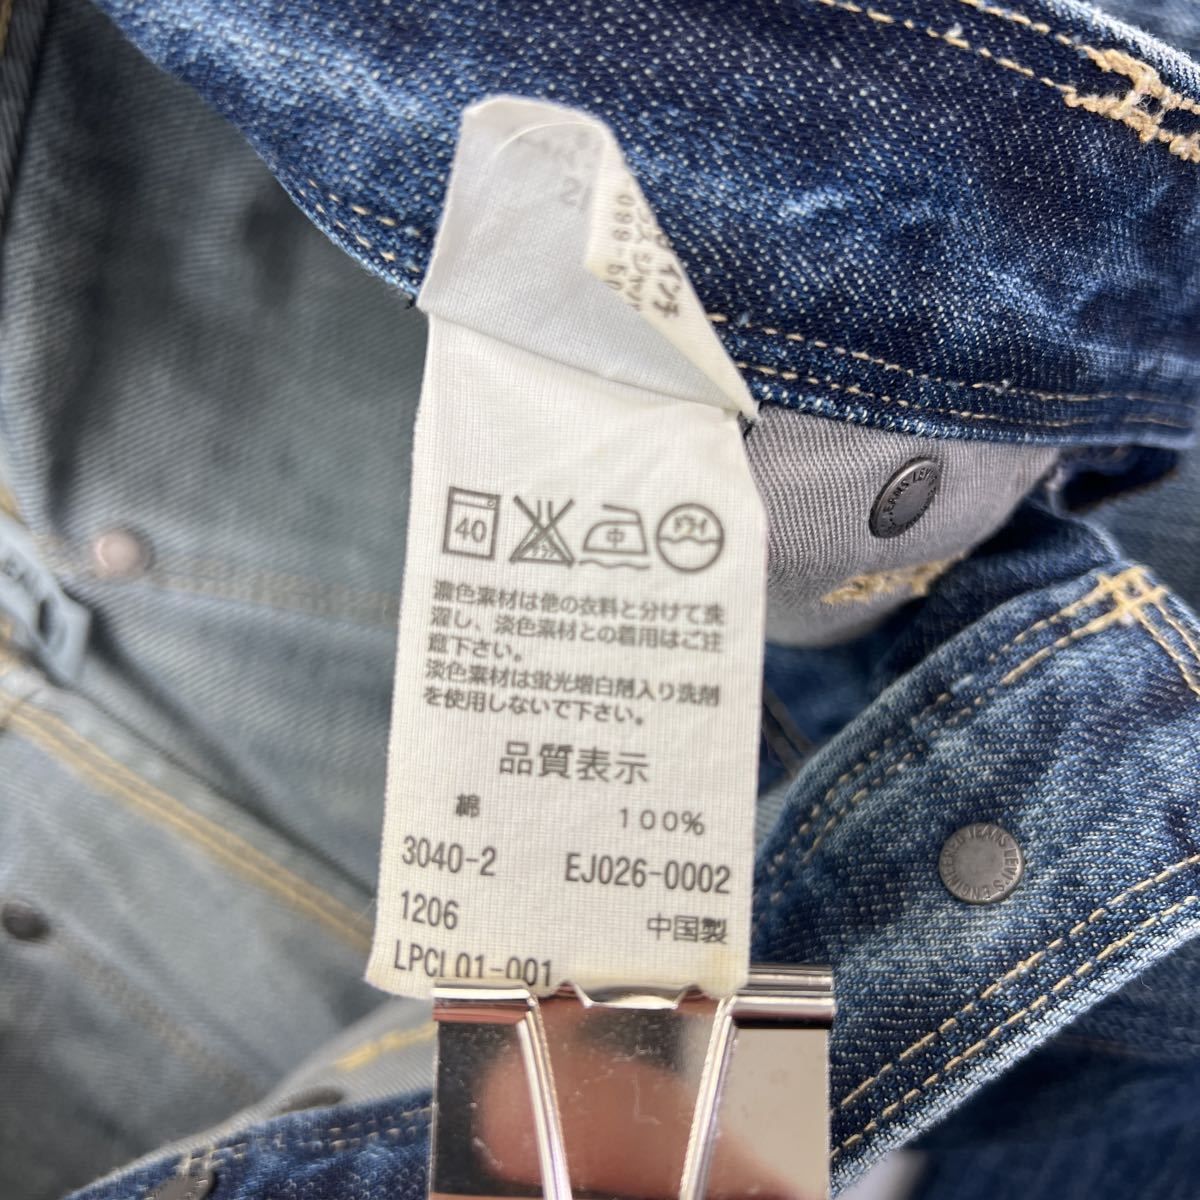 40
中
ドライ
濃色素材は他の衣料と分けて洗
濯し、淡色素材との着用はご注
意下さい。
淡色素材は蛍光増白剤入り洗剤
を使用しないで下さい。
品質表示
綿 100%
3040-2 EJ026-0002
1206 中国製
LPCL01-001
LEVI'S ENGINEERED JEANS